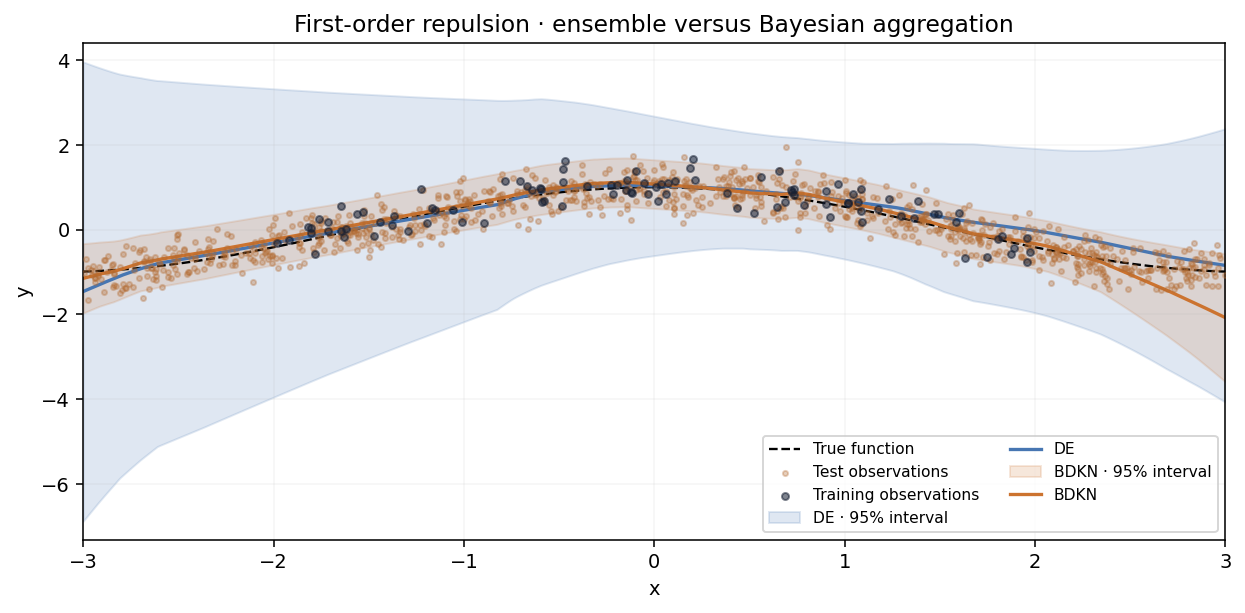 First-order repulsion · ensemble versus Bayesian aggregation
y
4
2
0
−2
−4
−6
True function
Test observations
Training observations
DE · 95% interval
DE
BDKN · 95% interval
BDKN
−3 −2 −1 0 1 2 3
x